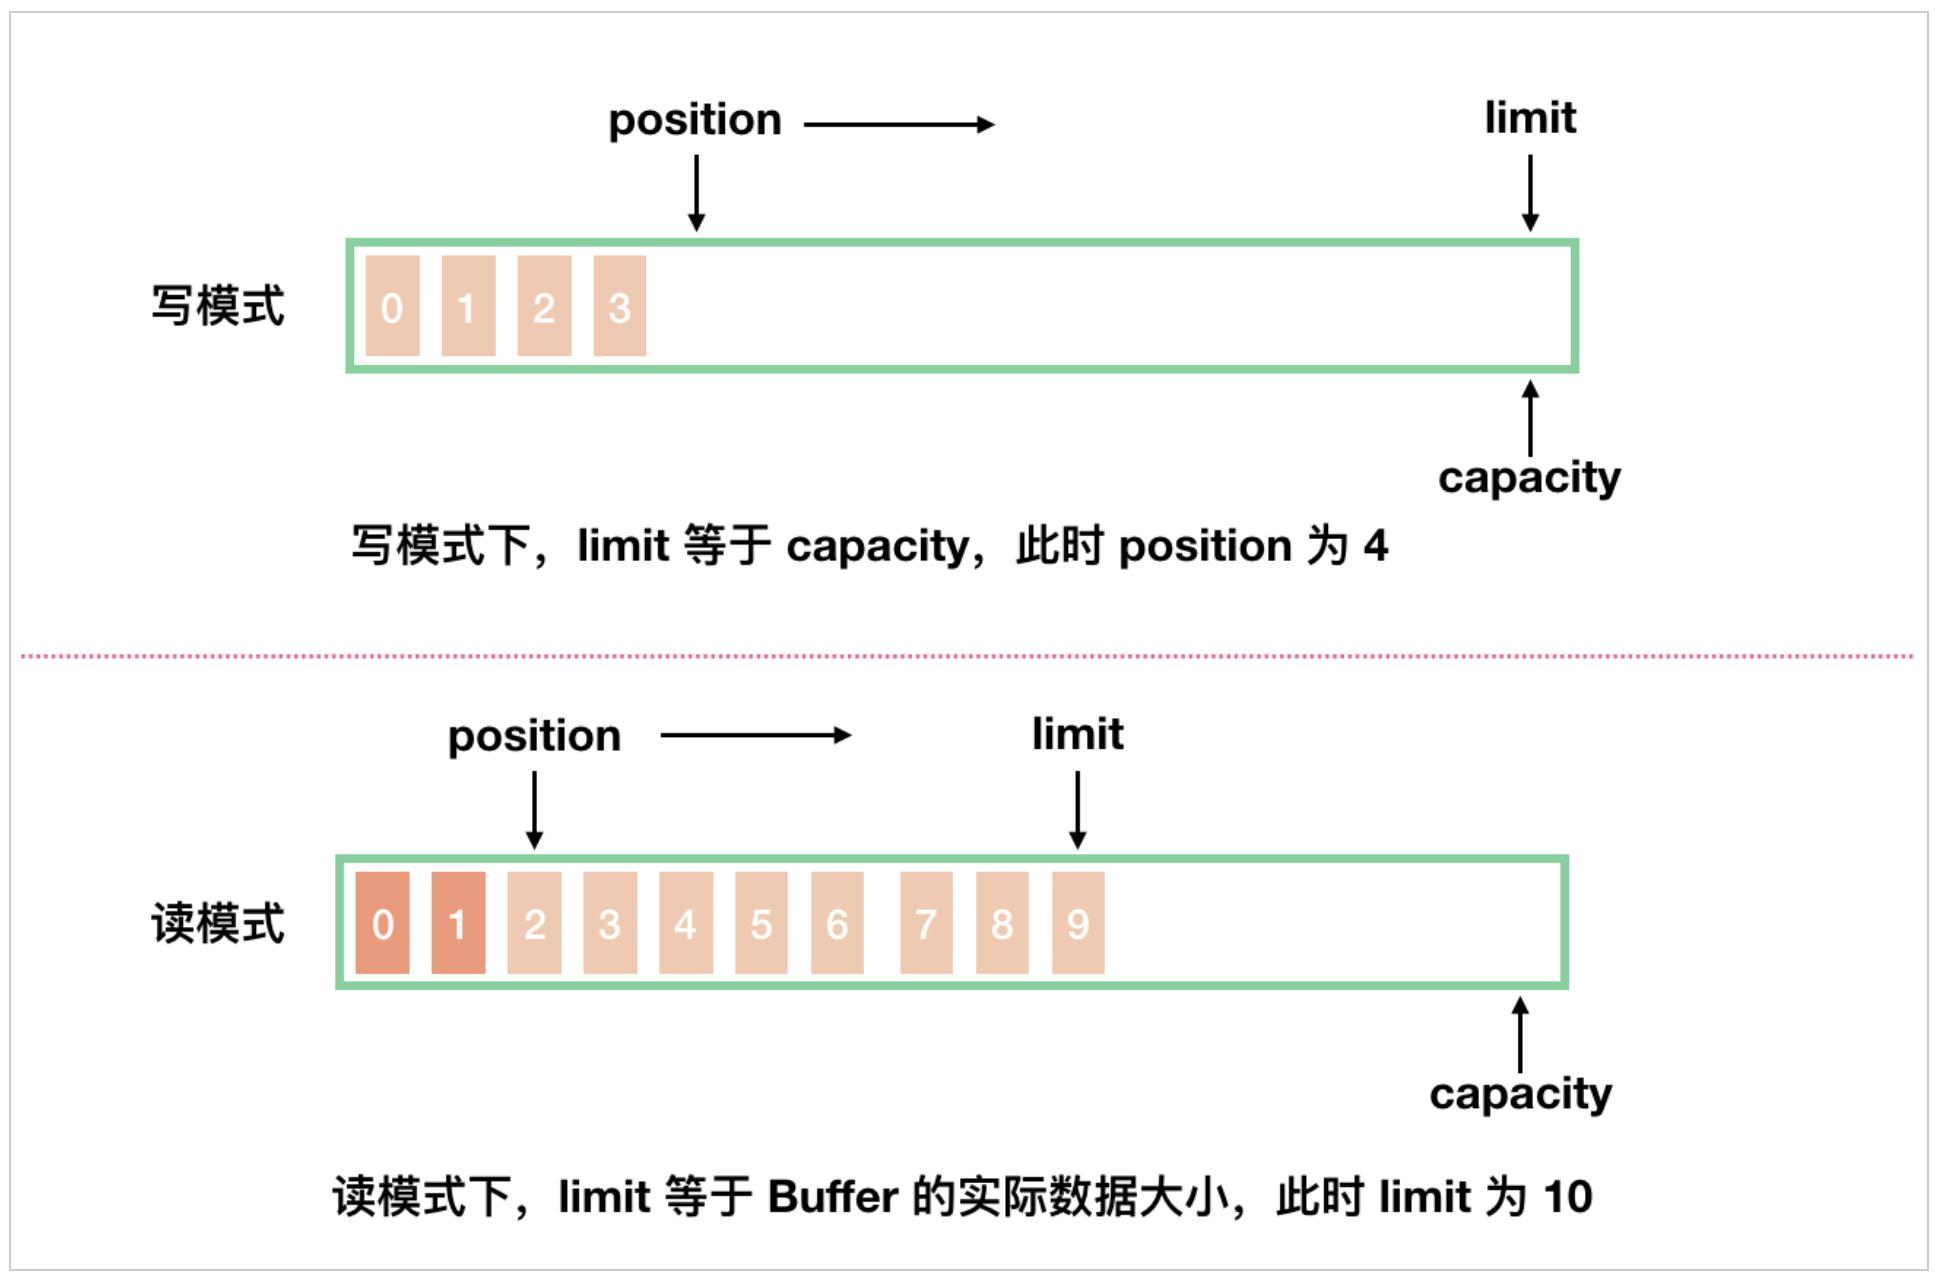 position
limit
写模式
0 1 2 3
capacity
写模式下，limit 等于 capacity，此时 position 为 4
position
limit
读模式
0 1 2 3 4 5 6 7 8 9
capacity
读模式下，limit 等于 Buffer 的实际数据大小，此时 limit 为 10